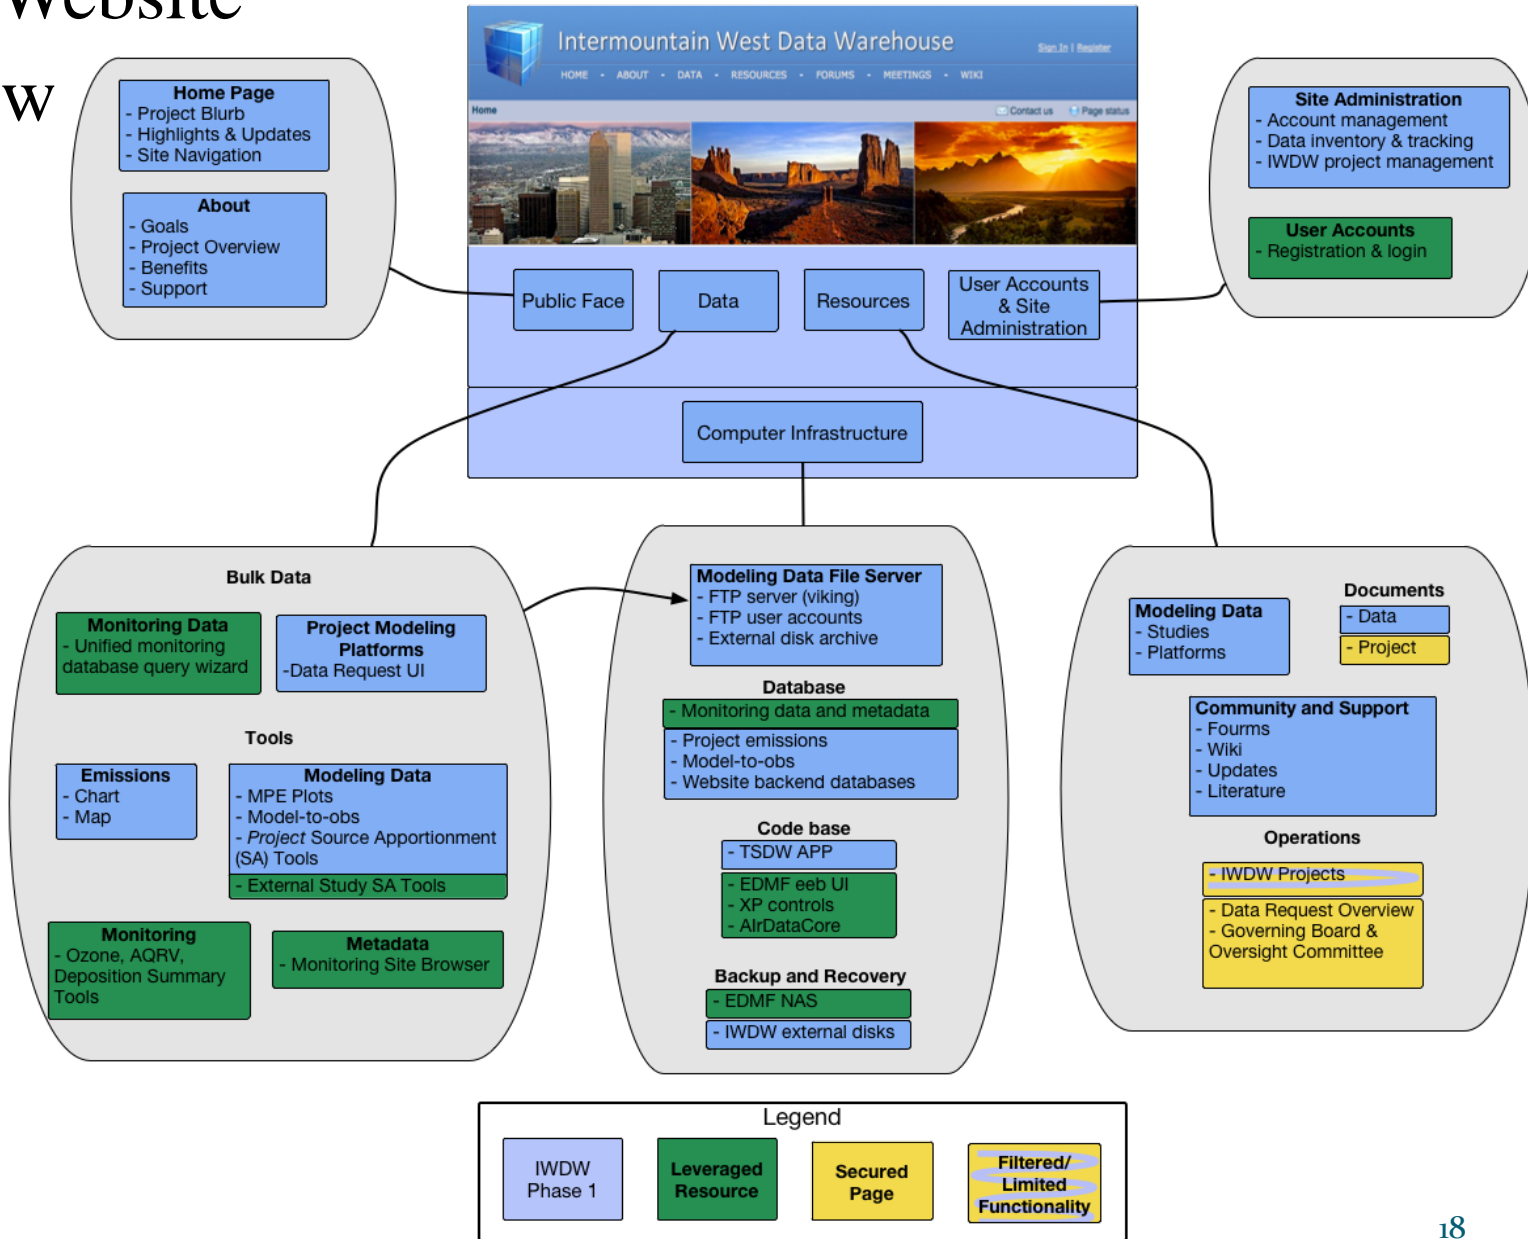 Website
w
Intermountain West Data Warehouse
Sign In | Register
HOME - ABOUT - DATA - RESOURCES - FORUMS - MEETINGS - WIKI
Home
Contact us
Page status
Home Page
- Project Blurb
- Highlights & Updates
- Site Navigation
About
- Goals
- Project Overview
- Benefits
- Support
Site Administration
- Account management
- Data inventory & tracking
- IWDW project management
User Accounts
- Registration & login
Public Face
Data
Resources
User Accounts
& Site
Administration
Computer Infrastructure
Bulk Data
Monitoring Data
- Unified monitoring
database query wizard
Project Modeling
Platforms
-Data Request UI
Tools
Emissions
- Chart
- Map
Modeling Data
- MPE Plots
- Model-to-obs
- Project Source Apportionment
(SA) Tools
- External Study SA Tools
Monitoring
- Ozone, AQRV,
Deposition Summary
Tools
Metadata
- Monitoring Site Browser
Modeling Data File Server
- FTP server (viking)
- FTP user accounts
- External disk archive
Database
- Monitoring data and metadata
- Project emissions
- Model-to-obs
- Website backend databases
Code base
- TSDW APP
- EDMF eeb UI
- XP controls
- AIrDataCore
Backup and Recovery
- EDMF NAS
- IWDW external disks
Modeling Data
- Studies
- Platforms
Documents
- Data
- Project
Community and Support
- Fourms
- Wiki
- Updates
- Literature
Operations
- IWDW Projects
- Data Request Overview
- Governing Board &
Oversight Committee
Legend
IWDW
Phase 1
Leveraged
Resource
Secured
Page
Filtered/
Limited
Functionality
18